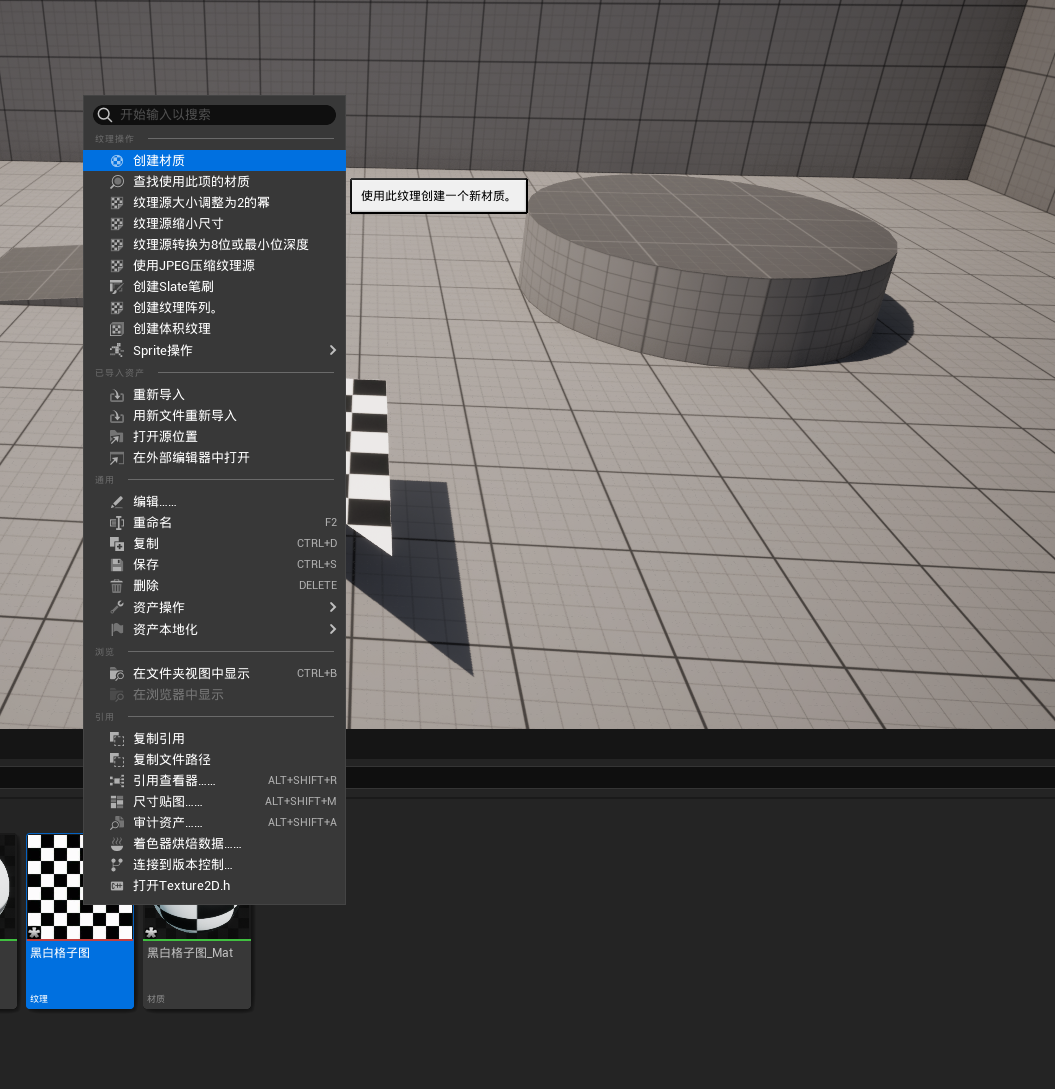 开始输入以搜索
纹理操作
创建材质
使用此纹理创建一个新材质。
查找使用此项的材质
纹理源大小调整为2的幂
纹理源缩小尺寸
纹理源转换为8位或最小位深度
使用JPEG压缩纹理源
创建Slate笔刷
创建纹理阵列。
创建体积纹理
Sprite操作
已导入资产
重新导入
用新文件重新导入
打开源位置
在外部编辑器中打开
通用
编辑……
重命名 F2
复制 CTRL+D
保存 CTRL+S
删除 DELETE
资产操作
资产本地化
浏览
在文件夹视图中显示 CTRL+B
在浏览器中显示
引用
复制引用
复制文件路径
引用查看器…… ALT+SHIFT+R
尺寸贴图…… ALT+SHIFT+M
审计资产…… ALT+SHIFT+A
着色器烘焙数据……
连接到版本控制...
打开Texture2D.h
黑白格子图 黑白格子图_Mat
纹理 材质